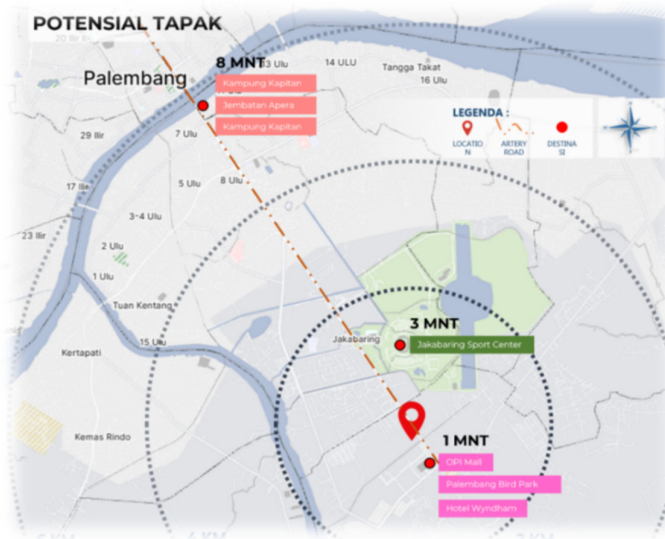 POTENSIAL TAPAK
8 MNT
13 Ulu
14 ULU
Tangga Takat
16 Ulu
Palembang
Kampung Kapitan
Jembatan Apera
Kampung Kapitan
LEGENDA :
LOCATIO
N
ARTERY
ROAD
DESTINA
SI
29 Ilir
7 Ulu
17 Ilir
5 Ulu
8 Ulu
3-4 Ulu
23 Ilir
2 Ulu
1 Ulu
Tuan Kentang
15 Ulu
Kertapati
3 MNT
Jakabaring
Jakabaring Sport Center
Kemas Rindo
1 MNT
OPI Mall
Palembang Bird Park
Hotel Wyndham